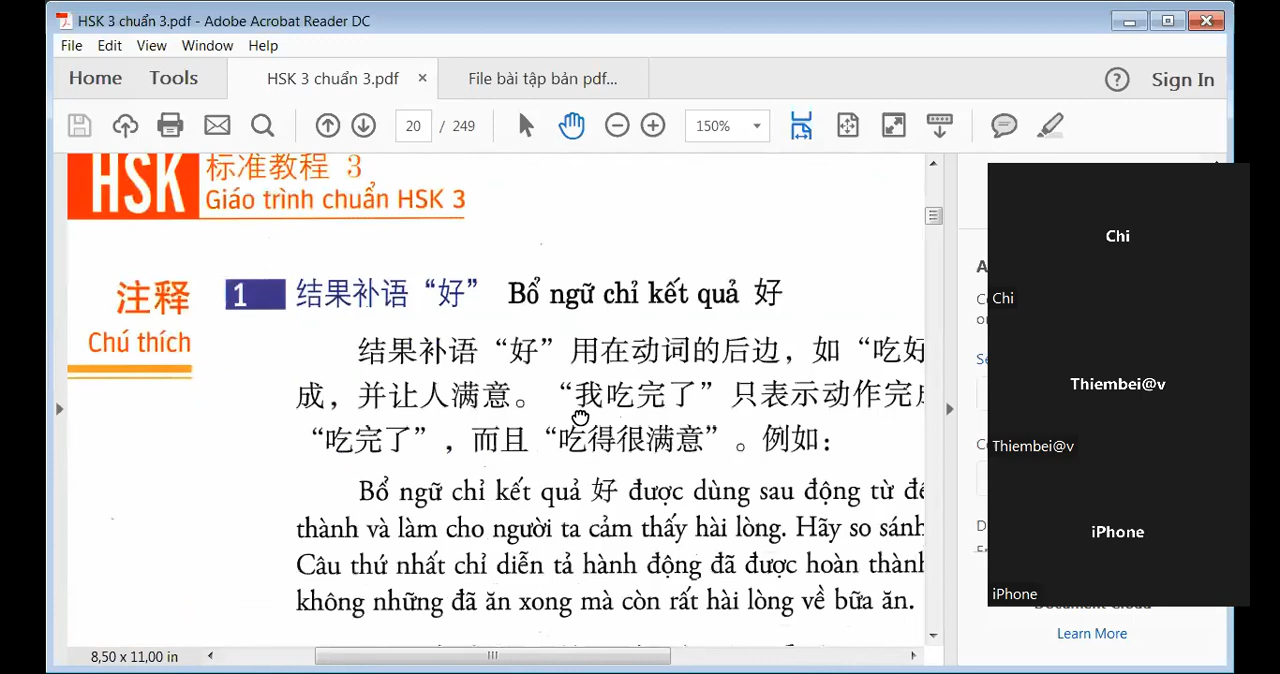 HSK 3 chuẩn 3.pdf - Adobe Acrobat Reader DC
File Edit View Window Help
Home Tools HSK 3 chuẩn 3.pdf × File bài tập bản pdf... ? Sign In
20 / 249 150%
HSK 标准教程 3
Giáo trình chuẩn HSK 3
注释
Chú thích
1 结果补语“好” Bổ ngữ chỉ kết quả 好
结果补语“好”用在动词的后边，如“吃好
成，并让人满意。“我吃完了”只表示动作完成
“吃完了”，而且“吃得很满意”。例如：
Bổ ngữ chỉ kết quả 好 được dùng sau động từ để
thành và làm cho người ta cảm thấy hài lòng. Hãy so sánh
Câu thứ nhất chỉ diễn tả hành động đã được hoàn thành
không những đã ăn xong mà còn rất hài lòng về bữa ăn.
8,50 x 11,00 in
Chi
Chi
Thiembei@v
Thiembei@v
iPhone
iPhone
Learn More